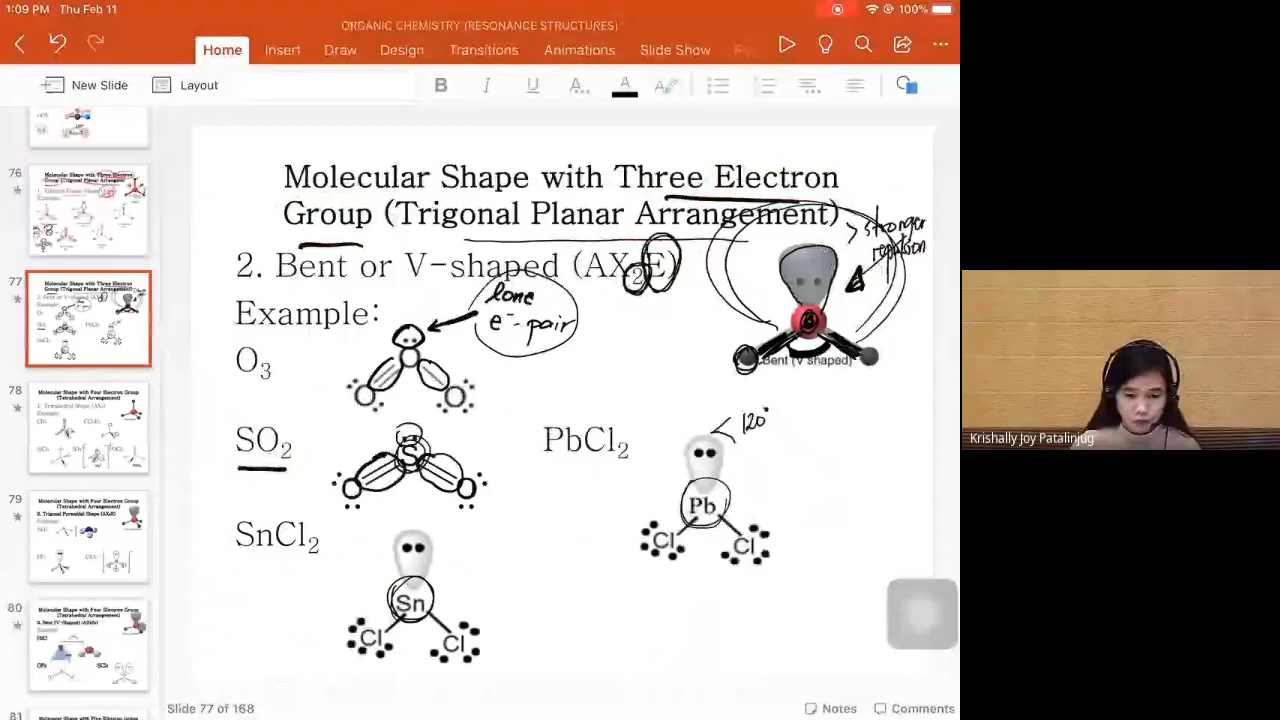 1:09 PM Thu Feb 11
100%
ORGANIC CHEMISTRY (RESONANCE STRUCTURES)
Home Insert Draw Design Transitions Animations Slide Show
New Slide Layout B I U A
76
77
78
79
80
81
Molecular Shape with Three Electron
Group (Trigonal Planar Arrangement)
> stronger
repulsion
2. Bent or V-shaped (AX2E)
lone
e- pair
Example:
O3
Bent (V shaped)
< 120°
SO2
S
PbCl2
Pb
Cl Cl
SnCl2
Sn
Cl Cl
Krishally Joy Patalinjug
Slide 77 of 168
Notes Comments